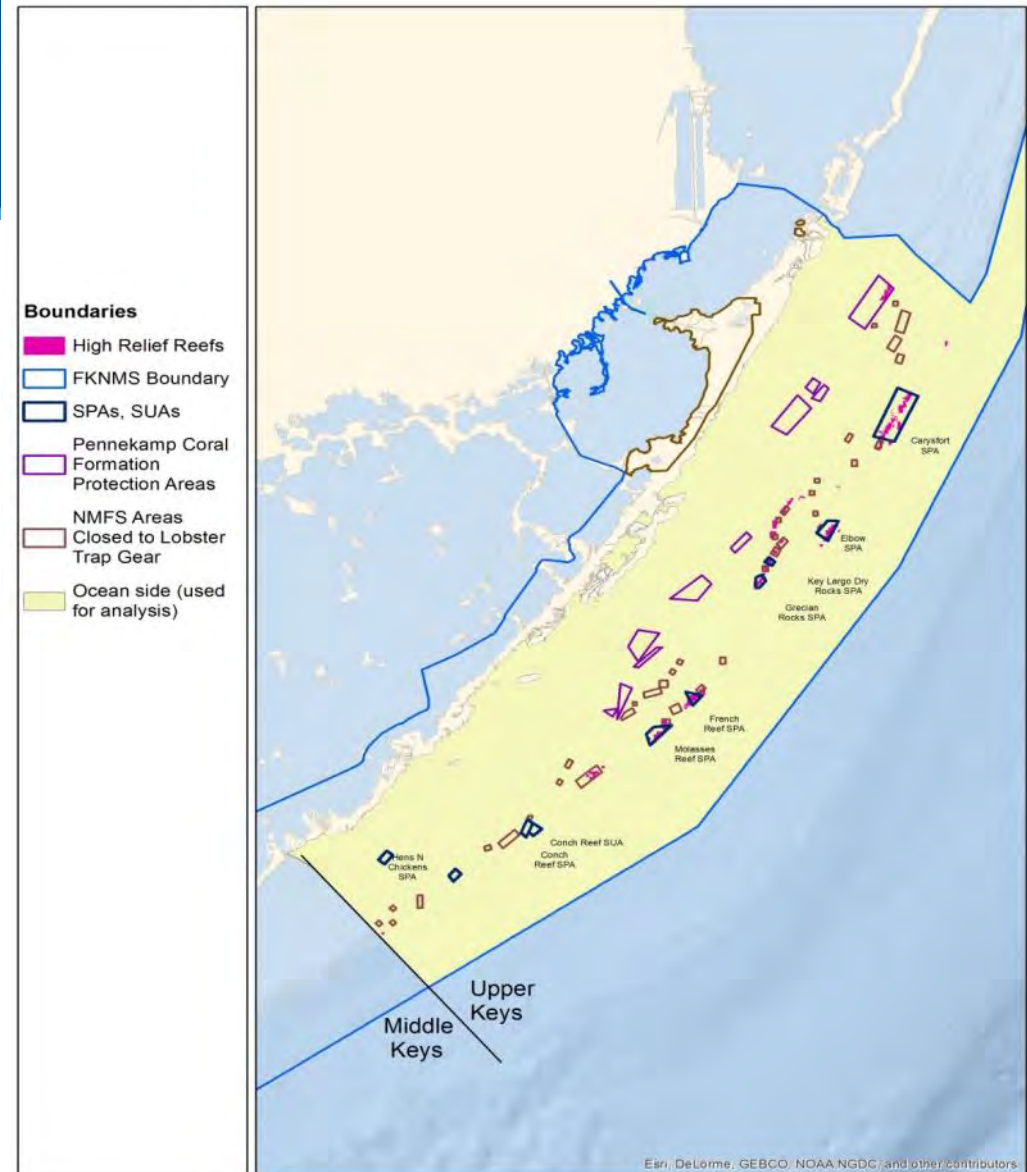 Boundaries
High Relief Reefs
FKNMS Boundary
SPAs, SUAs
Pennekamp Coral
Formation
Protection Areas
NMFS Areas
Closed to Lobster
Trap Gear
Ocean side (used
for analysis)
Carysfort
SPA
Elbow
SPA
Key Largo Dry
Rocks SPA
Grecian
Rocks SPA
French
Reef SPA
Molasses
Reef SPA
Conch Reef SUA
Conch
Reef SPA
Hens N
Chickens
SPA
Upper
Keys
Middle
Keys
Esri, DeLorme, GEBCO, NOAA NGDC, and other contributors